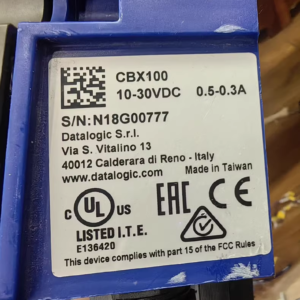 CBX100
10-30VDC 0.5-0.3A
S/N:N18G00777
Datalogic S.r.l.
Via S. Vitalino 13
40012 Calderara di Reno - Italy
www.datalogic.com Made in Taiwan
C UL US EAC CE
LISTED I.T.E.
E136420
This device complies with part 15 of the FCC Rules